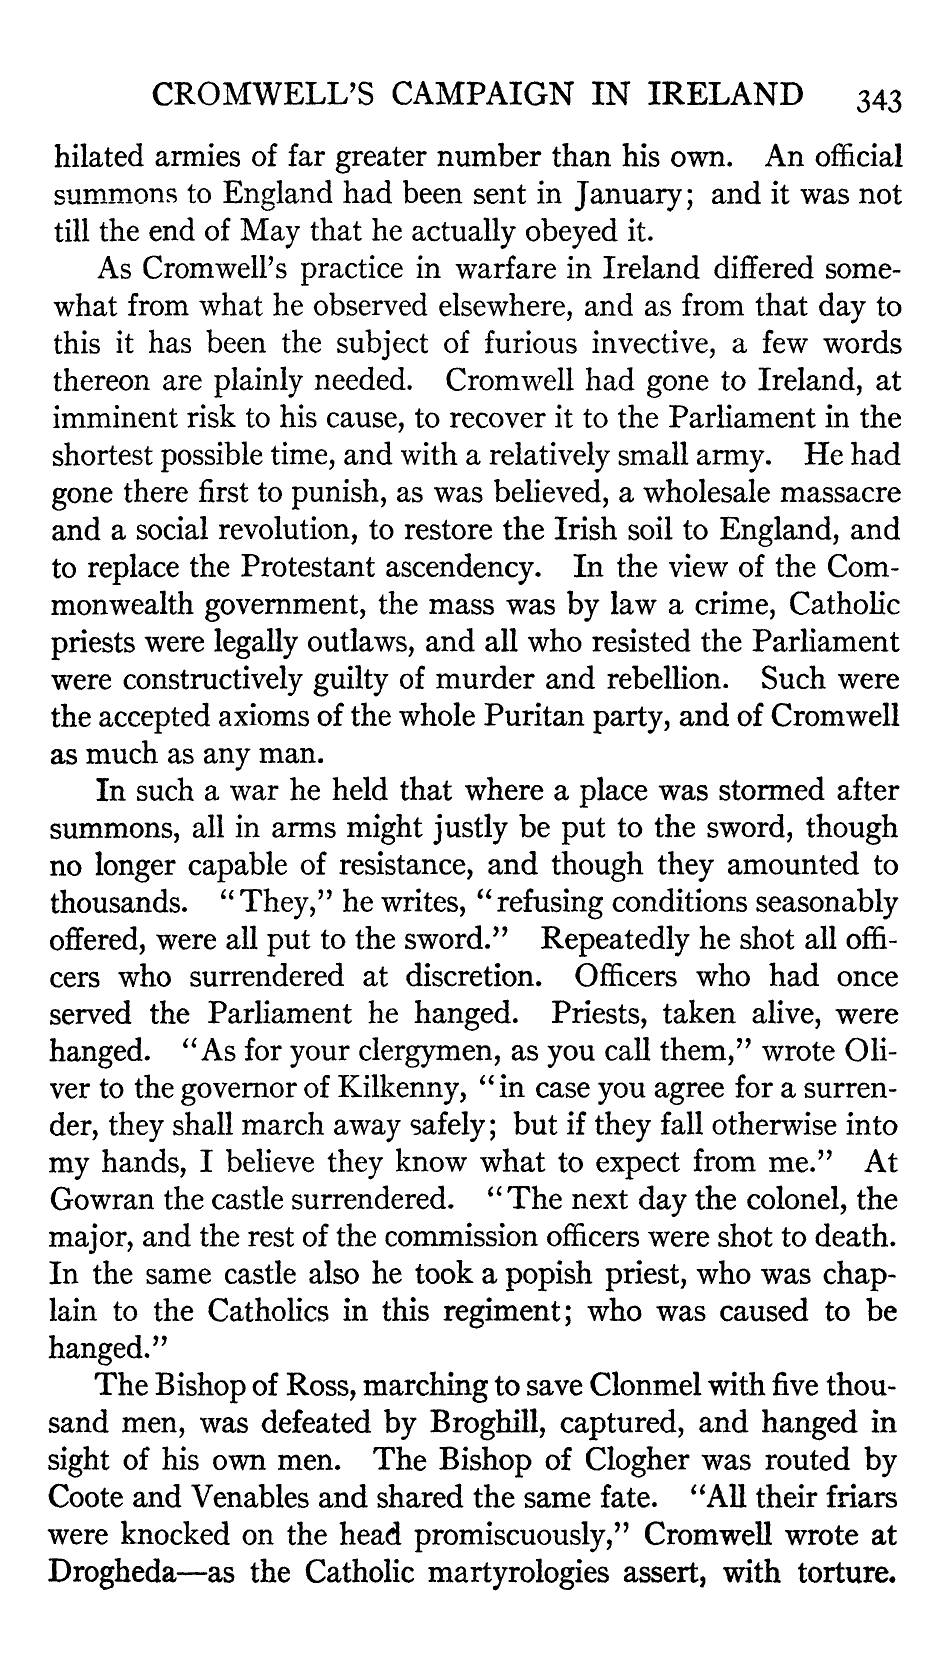 CROMWELL'S CAMPAIGN IN IRELAND 343
hilated armies of far greater number than his own. An official
summons to England had been sent in January; and it was not
till the end of May that he actually obeyed it.
As Cromwell's practice in warfare in Ireland differed some-
what from what he observed elsewhere, and as from that day to
this it has been the subject of furious invective, a few words
thereon are plainly needed. Cromwell had gone to Ireland, at
imminent risk to his cause, to recover it to the Parliament in the
shortest possible time, and with a relatively small army. He had
gone there first to punish, as was believed, a wholesale massacre
and a social revolution, to restore the Irish soil to England, and
to replace the Protestant ascendency. In the view of the Com-
monwealth government, the mass was by law a crime, Catholic
priests were legally outlaws, and all who resisted the Parliament
were constructively guilty of murder and rebellion. Such were
the accepted axioms of the whole Puritan party, and of Cromwell
as much as any man.
In such a war he held that where a place was stormed after
summons, all in arms might justly be put to the sword, though
no longer capable of resistance, and though they amounted to
thousands. "They," he writes, "refusing conditions seasonably
offered, were all put to the sword." Repeatedly he shot all offi-
cers who surrendered at discretion. Officers who had once
served the Parliament he hanged. Priests, taken alive, were
hanged. "As for your clergymen, as you call them," wrote Oli-
ver to the governor of Kilkenny, "in case you agree for a surren-
der, they shall march away safely; but if they fall otherwise into
my hands, I believe they know what to expect from me." At
Gowran the castle surrendered. "The next day the colonel, the
major, and the rest of the commission officers were shot to death.
In the same castle also he took a popish priest, who was chap-
lain to the Catholics in this regiment; who was caused to be
hanged."
The Bishop of Ross, marching to save Clonmel with five thou-
sand men, was defeated by Broghill, captured, and hanged in
sight of his own men. The Bishop of Clogher was routed by
Coote and Venables and shared the same fate. "All their friars
were knocked on the head promiscuously," Cromwell wrote at
Drogheda—as the Catholic martyrologies assert, with torture.